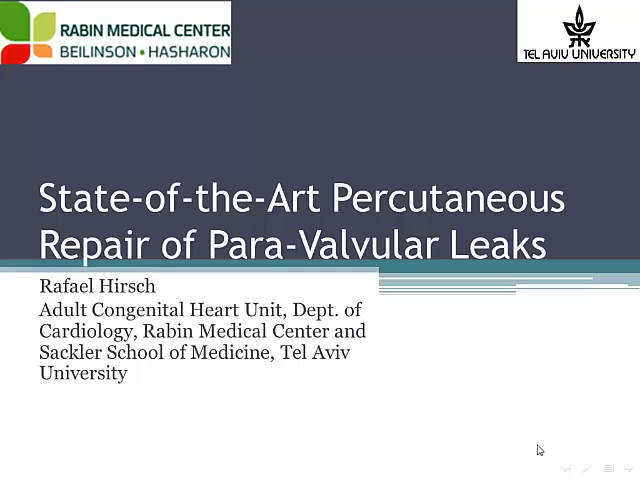 RABIN MEDICAL CENTER
BEILINSON • HASHARON
TEL AVIV UNIVERSITY
State-of-the-Art Percutaneous
Repair of Para-Valvular Leaks
Rafael Hirsch
Adult Congenital Heart Unit, Dept. of
Cardiology, Rabin Medical Center and
Sackler School of Medicine, Tel Aviv
University